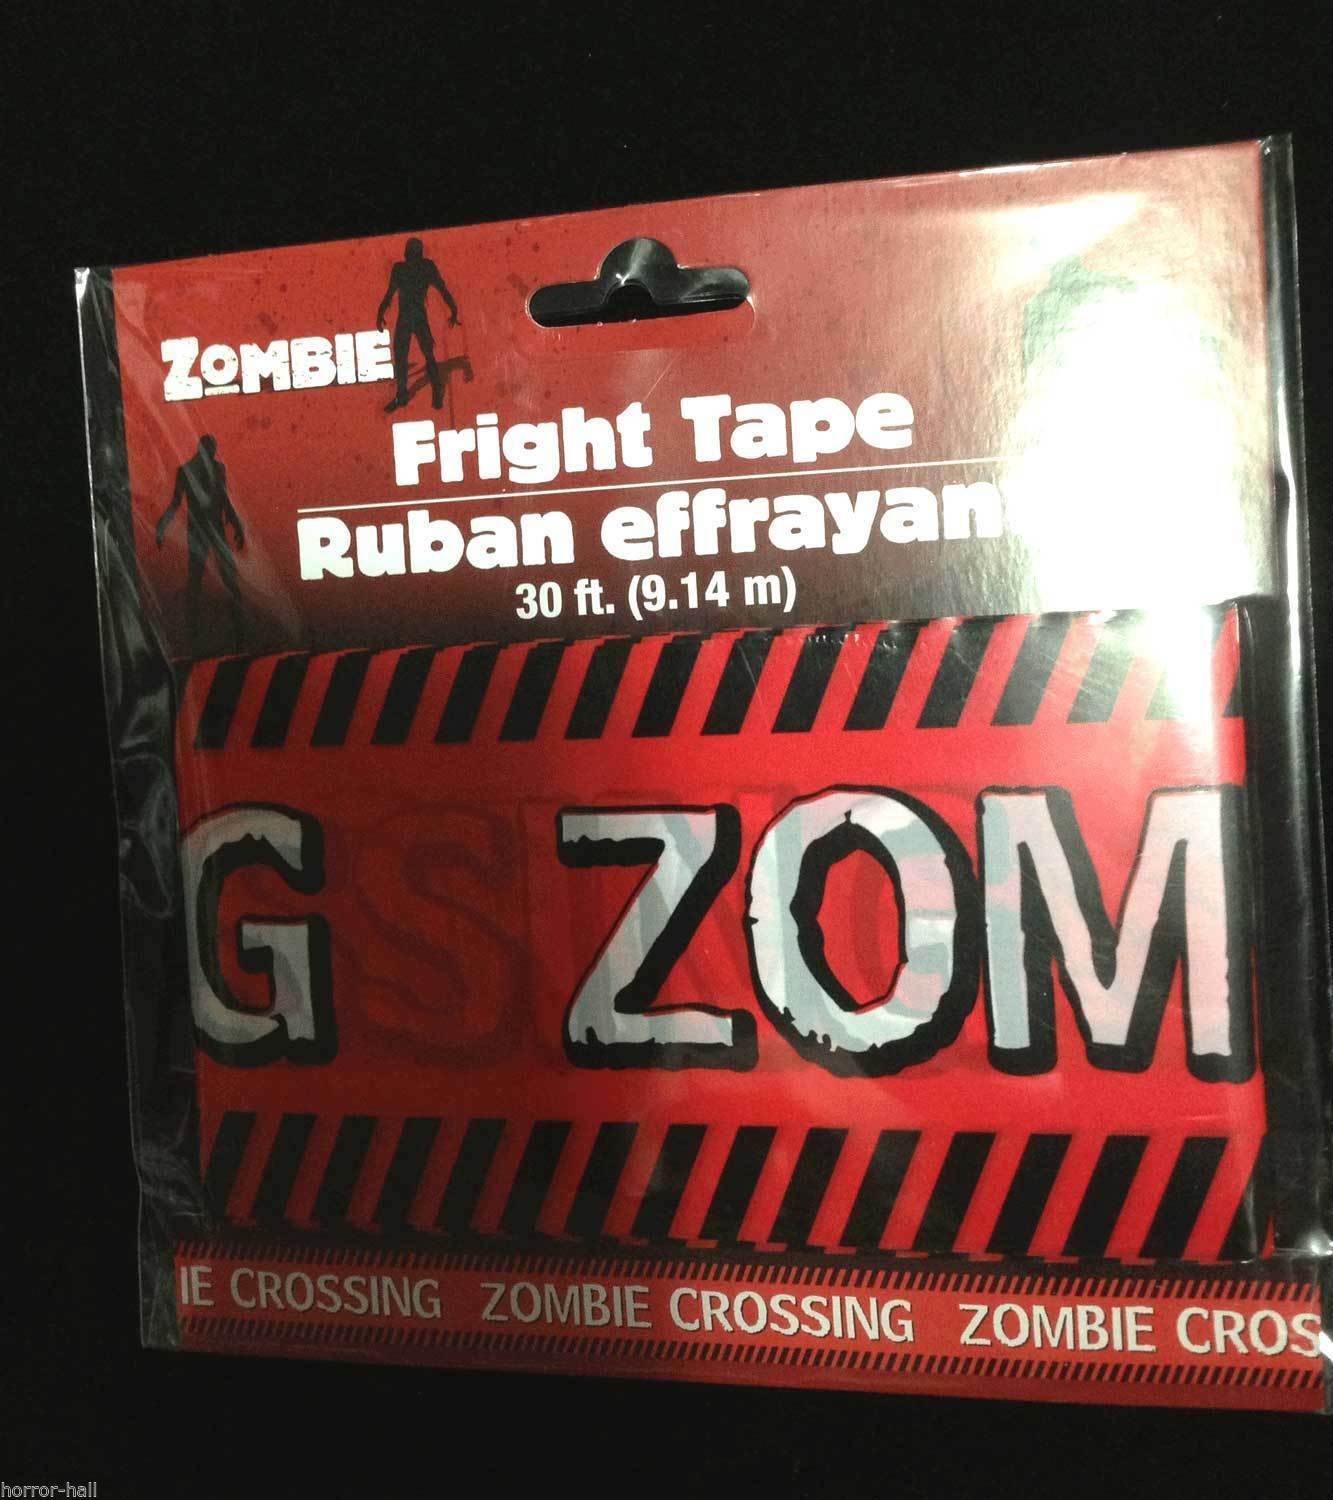 ZOMBIE
Fright Tape
Ruban effrayan
30 ft. (9.14 m)
G ZOM
IE CROSSING ZOMBIE CROSSING ZOMBIE CROS
horror-hall